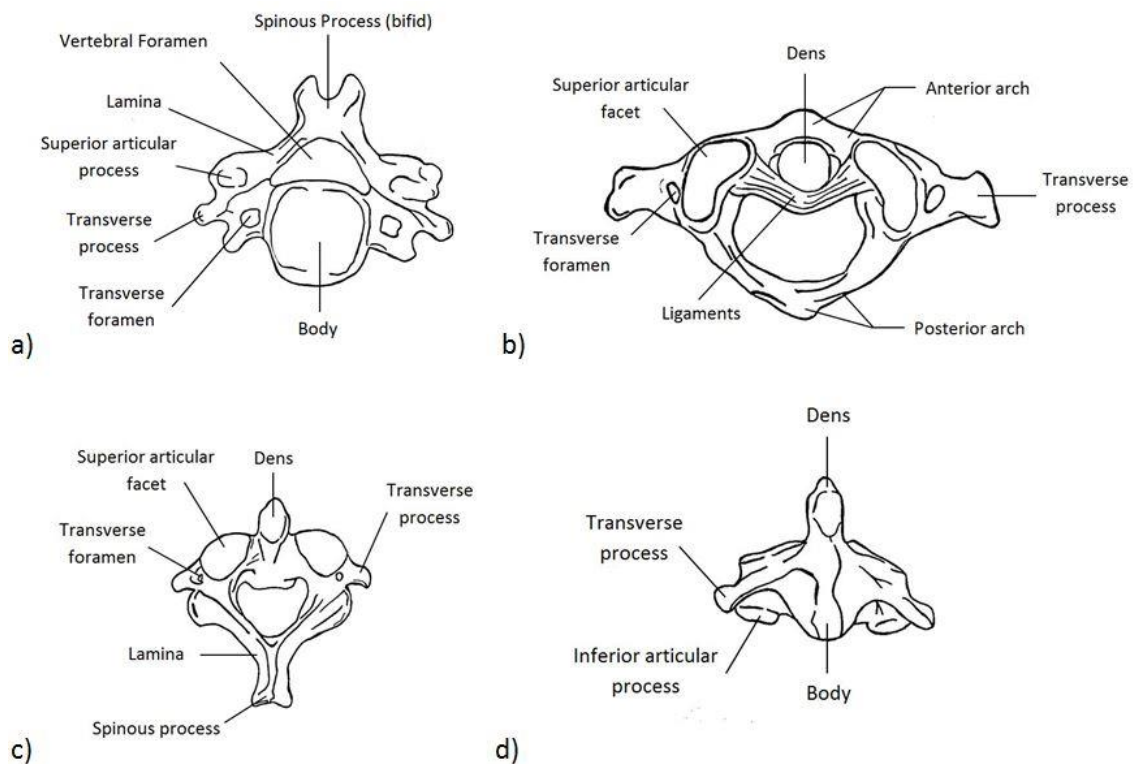 Spinous Process (bifid)
Vertebral Foramen
Lamina
Superior articular
process
Transverse
process
Transverse
foramen
Body
a)
Dens
Superior articular
facet
Anterior arch
Transverse
process
Transverse
foramen
Ligaments
Posterior arch
b)
Superior articular
facet
Dens
Transverse
process
Transverse
foramen
Lamina
Spinous process
c)
Dens
Transverse
process
Inferior articular
process
Body
d)